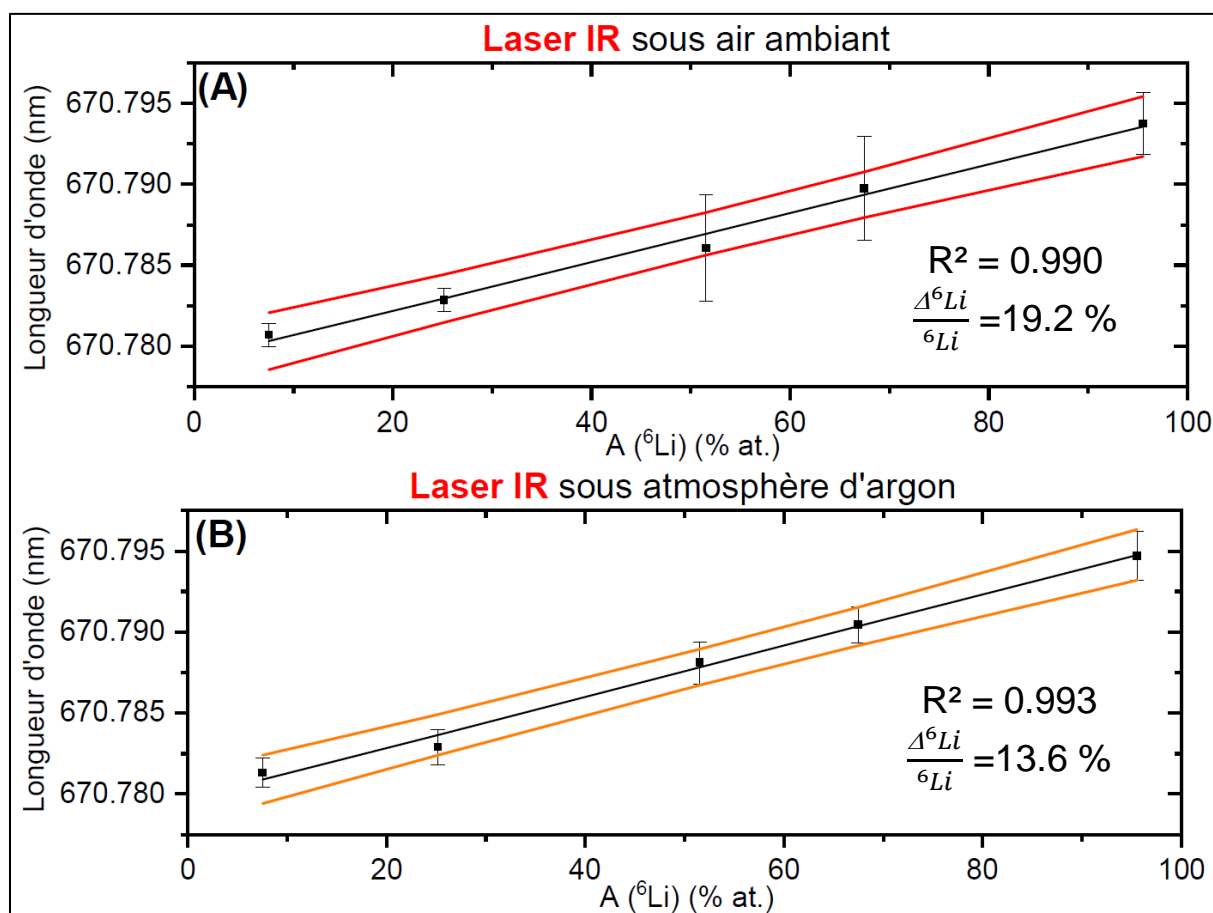 Laser IR sous air ambiant
(A)
Longueur d'onde (nm)
670.795
670.790
670.785
670.780
R² = 0.990
Δ⁶Li/⁶Li =19.2 %
0 20 40 60 80 100
A (⁶Li) (% at.)
Laser IR sous atmosphère d'argon
(B)
Longueur d'onde (nm)
670.795
670.790
670.785
670.780
R² = 0.993
Δ⁶Li/⁶Li =13.6 %
0 20 40 60 80 100
A (⁶Li) (% at.)